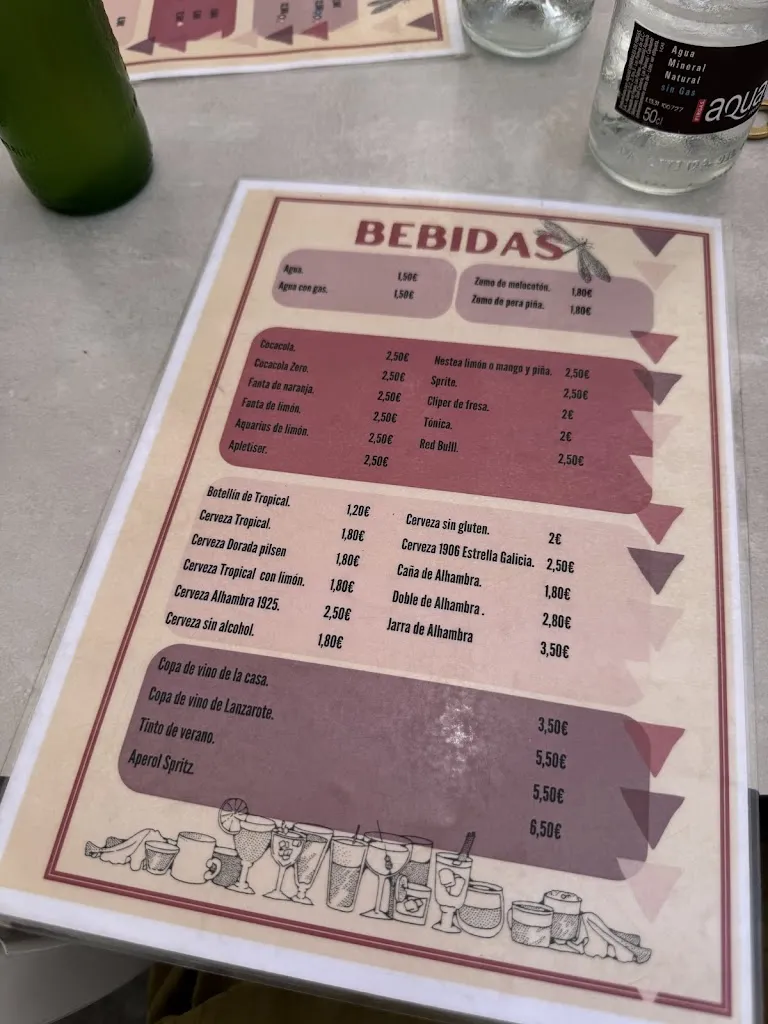 Agua
Mineral
Natural
sin Gas
50cl
aqua
BEBIDAS
Agua. 1,50€
Agua con gas. 1,50€
Zumo de melocotón. 1,80€
Zumo de pera piña. 1,80€
Cocacola. 2,50€
Cocacola Zero. 2,50€
Fanta de naranja. 2,50€
Fanta de limón. 2,50€
Aquarius de limón. 2,50€
Apletiser. 2,50€
Nestea limón o mango y piña. 2,50€
Sprite. 2,50€
Cliper de fresa. 2€
Tónica. 2€
Red Bulll. 2,50€
Botellín de Tropical. 1,20€
Cerveza Tropical. 1,80€
Cerveza Dorada pilsen 1,80€
Cerveza Tropical con limón. 1,80€
Cerveza Alhambra 1925. 2,50€
Cerveza sin alcohol. 1,80€
Cerveza sin gluten. 2€
Cerveza 1906 Estrella Galicia. 2,50€
Caña de Alhambra. 1,80€
Doble de Alhambra . 2,80€
Jarra de Alhambra 3,50€
Copa de vino de la casa. 3,50€
Copa de vino de Lanzarote. 5,50€
Tinto de verano. 5,50€
Aperol Spritz. 6,50€